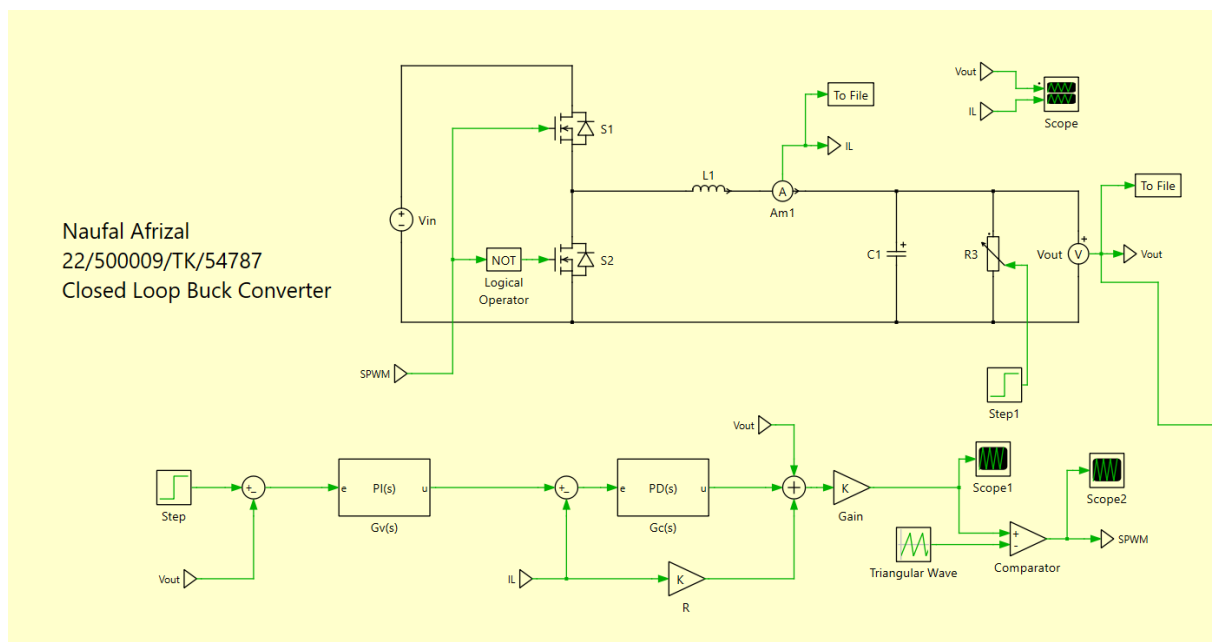 Vout
IL
Scope
To File
IL
S1
L1
A
Am1
To File
Naufal Afrizal
22/500009/TK/54787
Closed Loop Buck Converter
Vin
NOT
S2
Logical
Operator
C1
R3
Vout
V
Vout
SPWM
Step1
Vout
Step
e
PI(s)
u
Gv(s)
e
PD(s)
u
Gc(s)
K
Gain
Scope1
Scope2
Triangular Wave
Comparator
SPWM
Vout
IL
K
R